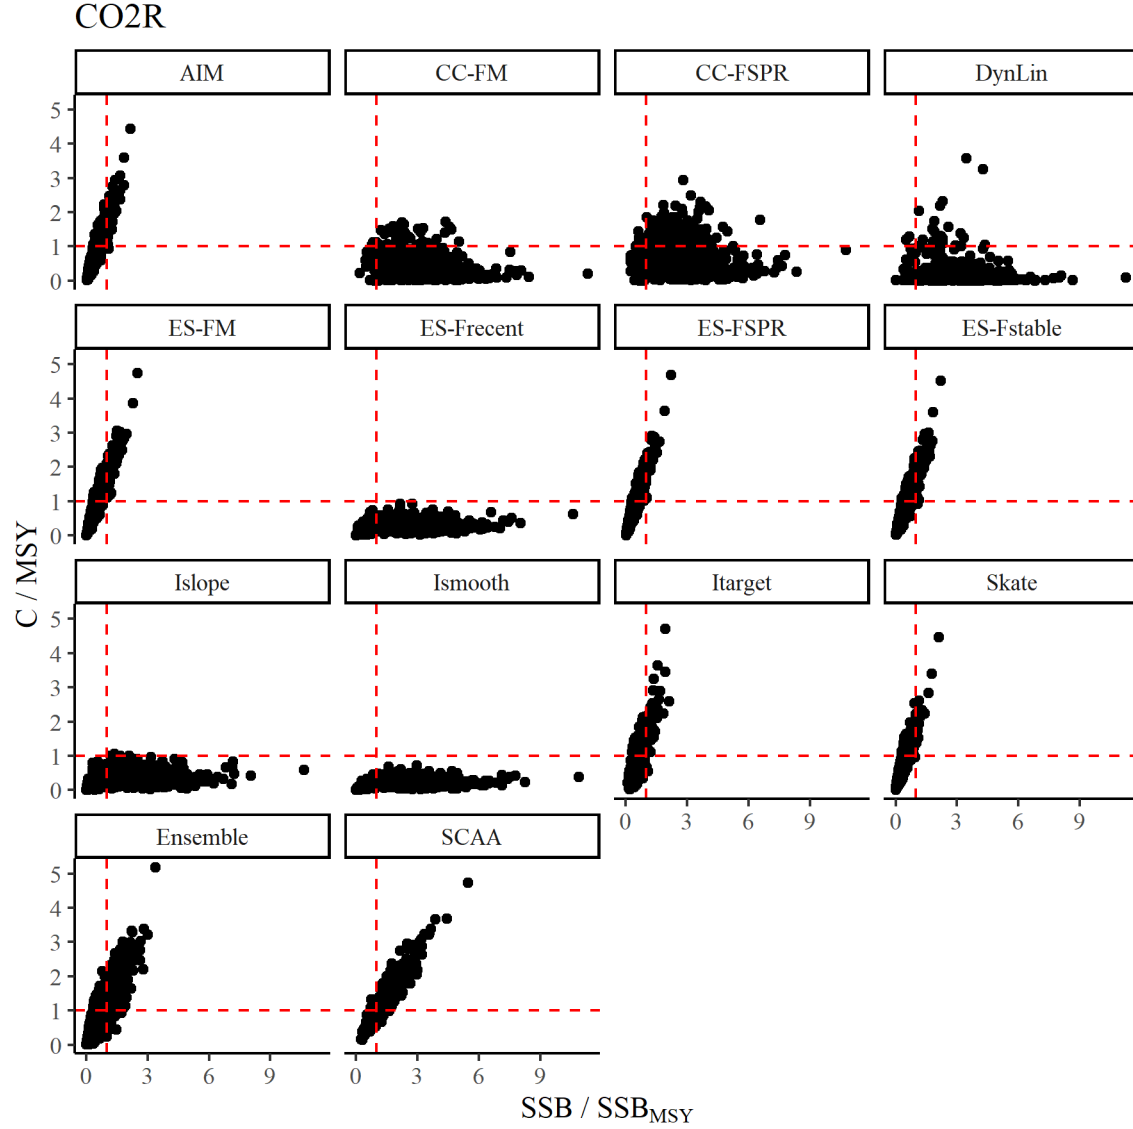 CO2R
AIM CC-FM CC-FSPR DynLin
5
4
3
2
1
0
ES-FM ES-Frecent ES-FSPR ES-Fstable
5
4
3
2
1
0
C / MSY
Islope Ismooth Itarget Skate
5
4
3
2
1
0
0 3 6 9 0 3 6 9
Ensemble SCAA
5
4
3
2
1
0
0 3 6 9 0 3 6 9
SSB / SSBMSY